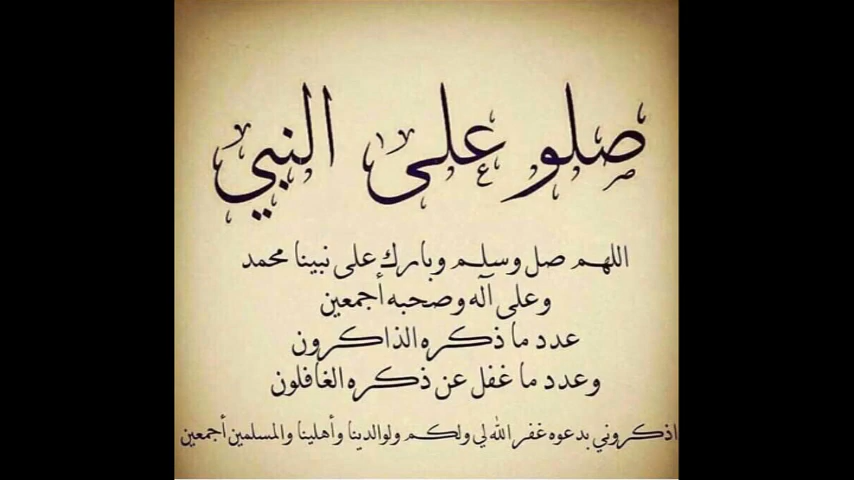 صلو على النبي
اللهم صل وسلم وبارك على نبينا محمد
وعلى آله وصحبه أجمعين
عدد ما ذكره الذاكرون
وعدد ما غفل عن ذكره الغافلون
اذكروني بدعوه غفر الله لي ولكم ولوالدينا وأهلينا والمسلمين أجمعين